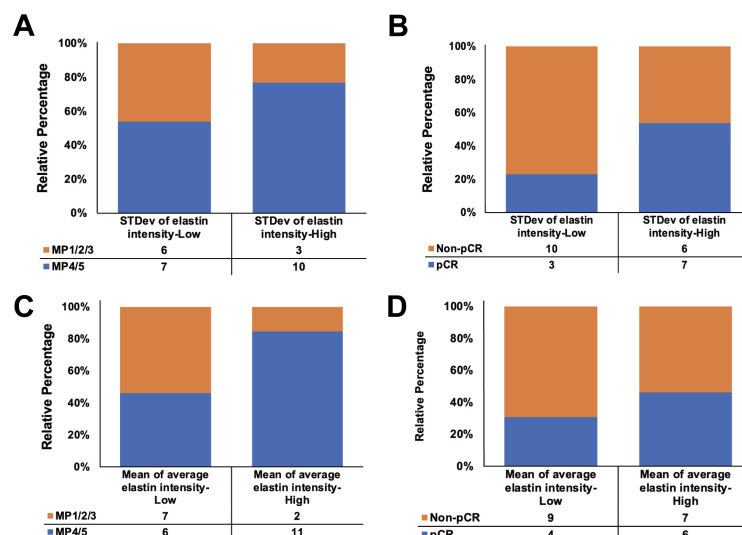 A
Relative Percentage
100%
80%
60%
40%
20%
0%
STDev of elastin intensity-Low
STDev of elastin intensity-High
MP1/2/3 6 3
MP4/5 7 10
B
Relative Percentage
100%
80%
60%
40%
20%
0%
STDev of elastin intensity-Low
STDev of elastin intensity-High
Non-pCR 10 6
pCR 3 7
C
Relative Percentage
100%
80%
60%
40%
20%
0%
Mean of average elastin intensity-Low
Mean of average elastin intensity-High
MP1/2/3 7 2
MP4/5 6 11
D
Relative Percentage
100%
80%
60%
40%
20%
0%
Mean of average elastin intensity-Low
Mean of average elastin intensity-High
Non-pCR 9 7
pCR 4 6